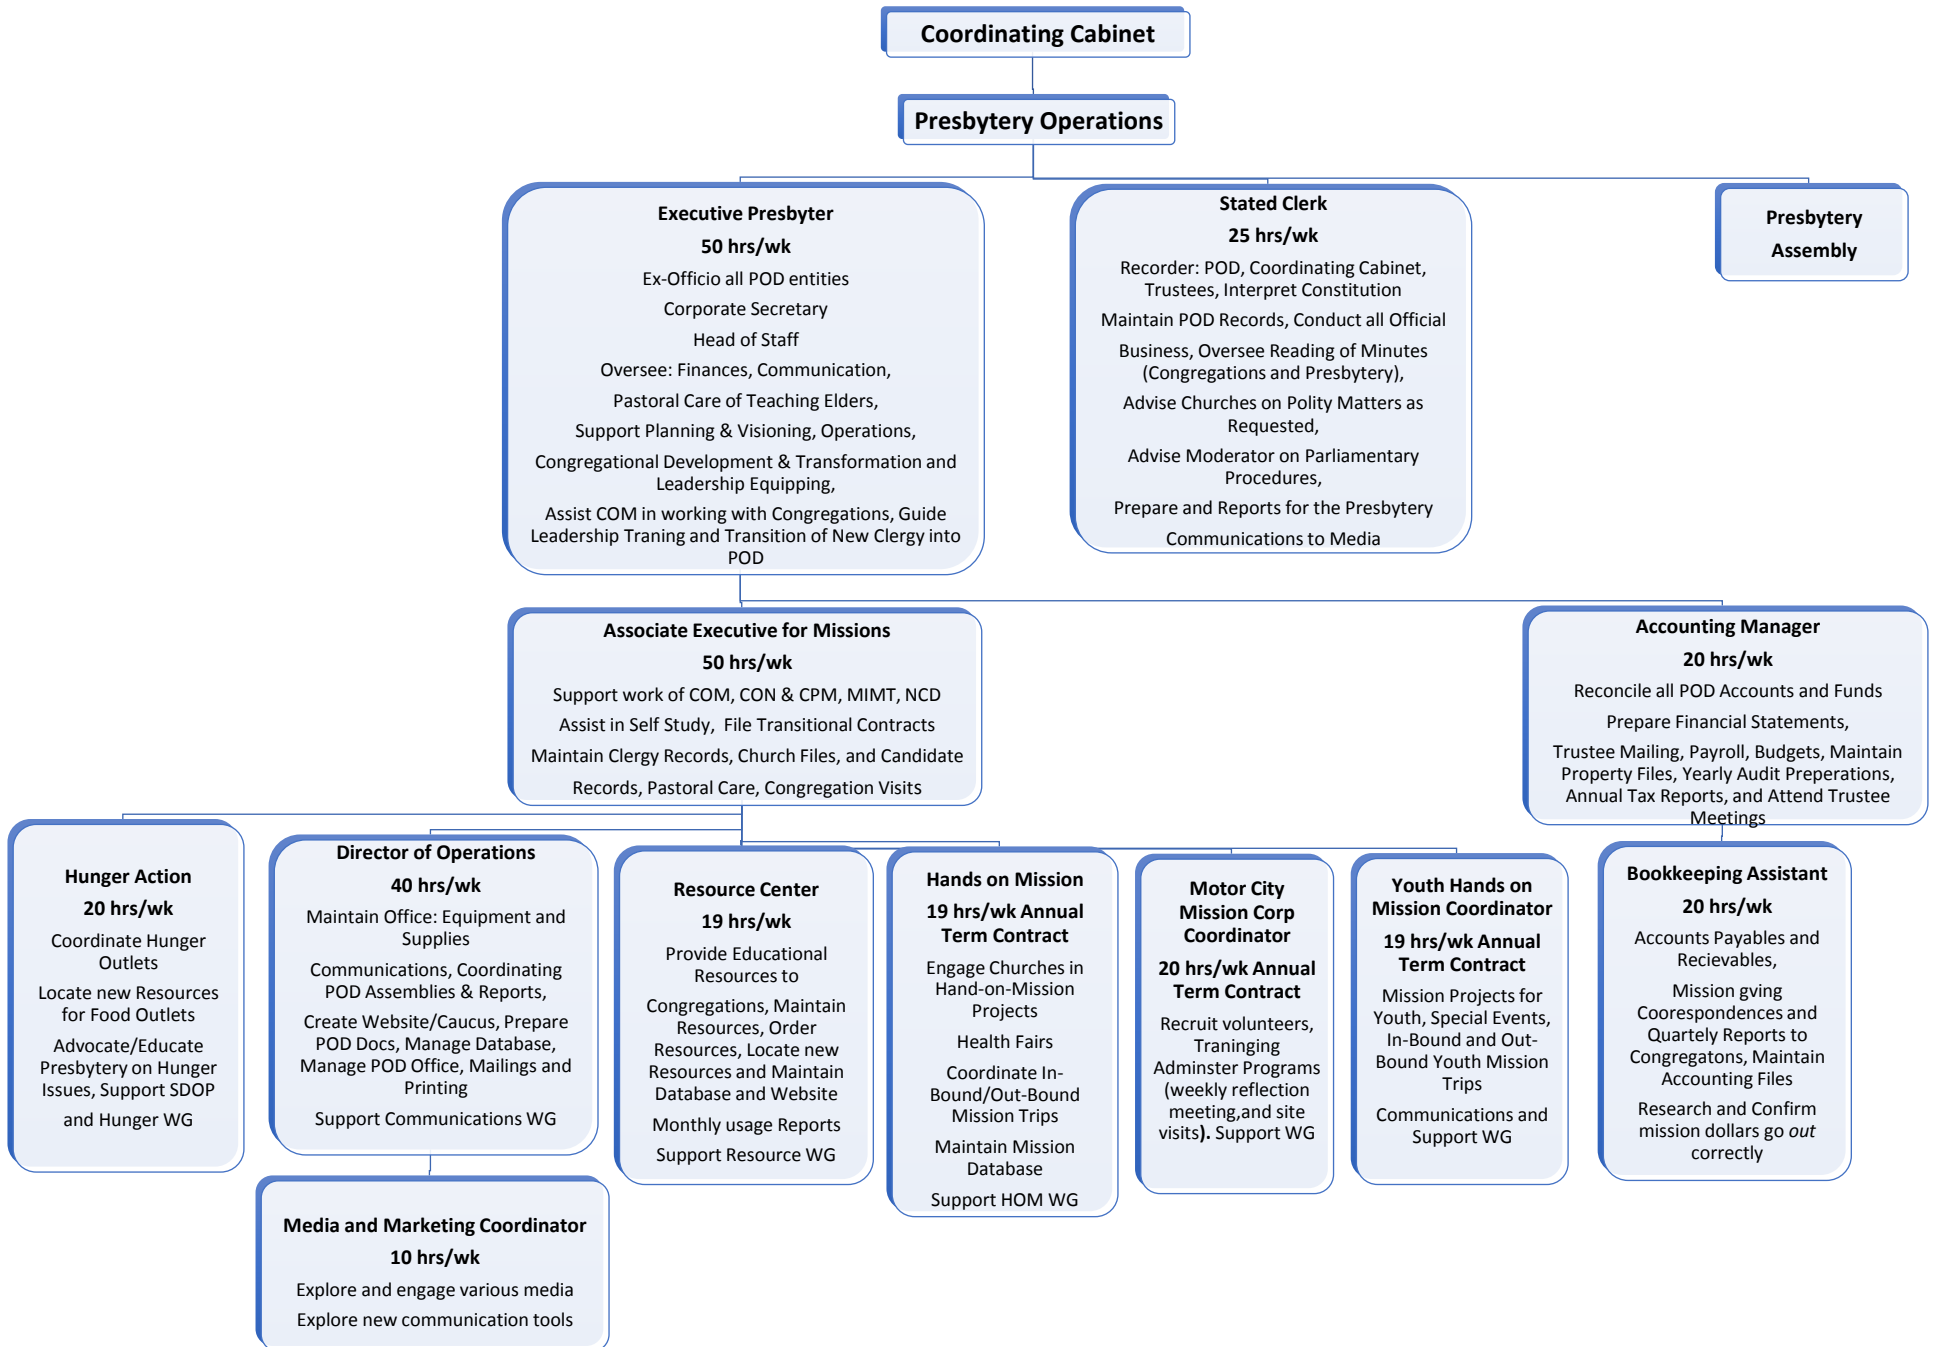 Coordinating Cabinet
Presbytery Operations
Executive Presbyter
50 hrs/wk
Ex-Officio all POD entities
Corporate Secretary
Head of Staff
Oversee: Finances, Communication,
Pastoral Care of Teaching Elders,
Support Planning & Visioning, Operations,
Congregational Development & Transformation and
Leadership Equipping,
Assist COM in working with Congregations, Guide
Leadership Traning and Transition of New Clergy into
POD
Stated Clerk
25 hrs/wk
Recorder: POD, Coordinating Cabinet,
Trustees, Interpret Constitution
Maintain POD Records, Conduct all Official
Business, Oversee Reading of Minutes
(Congregations and Presbytery),
Advise Churches on Polity Matters as
Requested,
Advise Moderator on Parliamentary
Procedures,
Prepare and Reports for the Presbytery
Communications to Media
Presbytery
Assembly
Associate Executive for Missions
50 hrs/wk
Support work of COM, CON & CPM, MIMT, NCD
Assist in Self Study, File Transitional Contracts
Maintain Clergy Records, Church Files, and Candidate
Records, Pastoral Care, Congregation Visits
Accounting Manager
20 hrs/wk
Reconcile all POD Accounts and Funds
Prepare Financial Statements,
Trustee Mailing, Payroll, Budgets, Maintain
Property Files, Yearly Audit Preperations,
Annual Tax Reports, and Attend Trustee
Meetings
Hunger Action
20 hrs/wk
Coordinate Hunger
Outlets
Locate new Resources
for Food Outlets
Advocate/Educate
Presbytery on Hunger
Issues, Support SDOP
and Hunger WG
Director of Operations
40 hrs/wk
Maintain Office: Equipment and
Supplies
Communications, Coordinating
POD Assemblies & Reports,
Create Website/Caucus, Prepare
POD Docs, Manage Database,
Manage POD Office, Mailings and
Printing
Support Communications WG
Resource Center
19 hrs/wk
Provide Educational
Resources to
Congregations, Maintain
Resources, Order
Resources, Locate new
Resources and Maintain
Database and Website
Monthly usage Reports
Support Resource WG
Hands on Mission
19 hrs/wk Annual
Term Contract
Engage Churches in
Hand-on-Mission
Projects
Health Fairs
Coordinate In-
Bound/Out-Bound
Mission Trips
Maintain Mission
Database
Support HOM WG
Motor City
Mission Corp
Coordinator
20 hrs/wk Annual
Term Contract
Recruit volunteers,
Traninging
Adminster Programs
(weekly reflection
meeting,and site
visits). Support WG
Youth Hands on
Mission Coordinator
19 hrs/wk Annual
Term Contract
Mission Projects for
Youth, Special Events,
In-Bound and Out-
Bound Youth Mission
Trips
Communications and
Support WG
Bookkeeping Assistant
20 hrs/wk
Accounts Payables and
Recievables,
Mission gving
Coorespondences and
Quartely Reports to
Congregatons, Maintain
Accounting Files
Research and Confirm
mission dollars go out
correctly
Media and Marketing Coordinator
10 hrs/wk
Explore and engage various media
Explore new communication tools